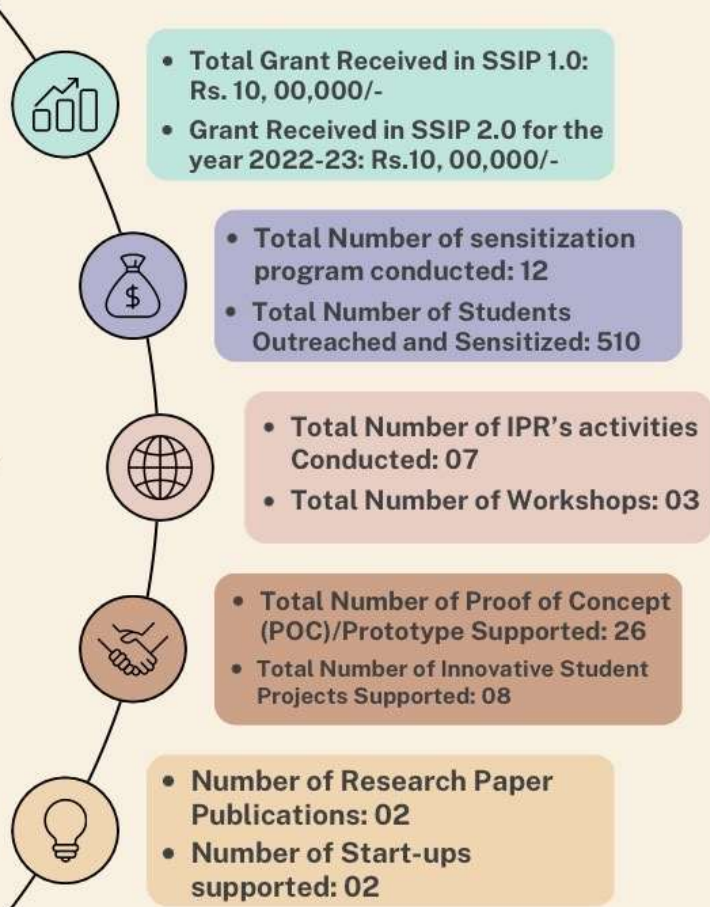 • Total Grant Received in SSIP 1.0:
Rs. 10, 00,000/-
• Grant Received in SSIP 2.0 for the
year 2022-23: Rs.10, 00,000/-
• Total Number of sensitization
program conducted: 12
• Total Number of Students
Outreached and Sensitized: 510
• Total Number of IPR’s activities
Conducted: 07
• Total Number of Workshops: 03
• Total Number of Proof of Concept
(POC)/Prototype Supported: 26
• Total Number of Innovative Student
Projects Supported: 08
• Number of Research Paper
Publications: 02
• Number of Start-ups
supported: 02
$